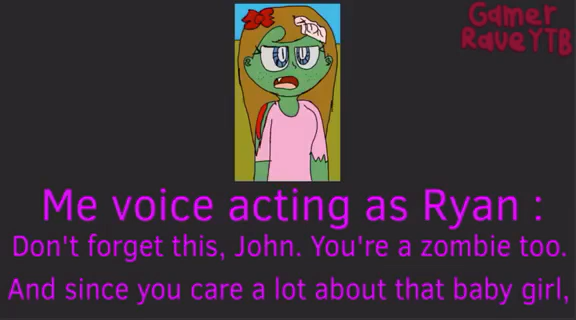 Gamer
RaveYTB
Me voice acting as Ryan :
Don't forget this, John. You're a zombie too.
And since you care a lot about that baby girl,